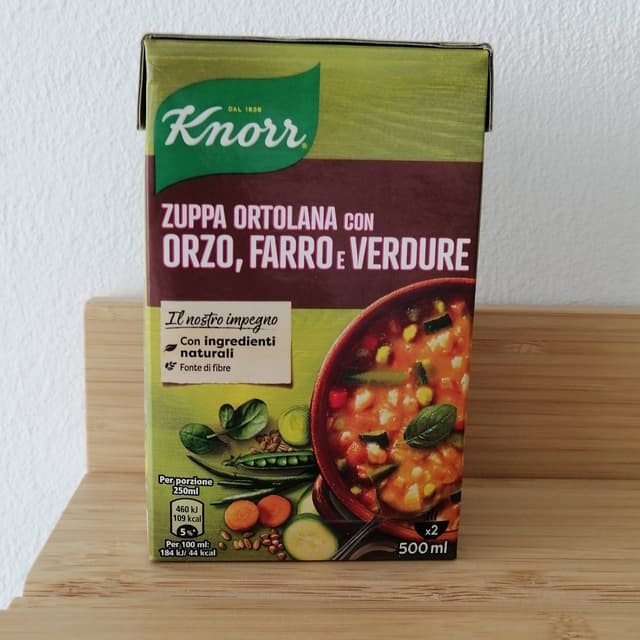 DAL 1838
Knorr
ZUPPA ORTOLANA CON
ORZO, FARRO E VERDURE
Il nostro impegno
Con ingredienti
naturali
Fonte di fibre
Per porzione
250ml
460 kJ
109 kcal
5%*
Per 100 ml:
184 kJ/ 44 kcal
x2
500 ml